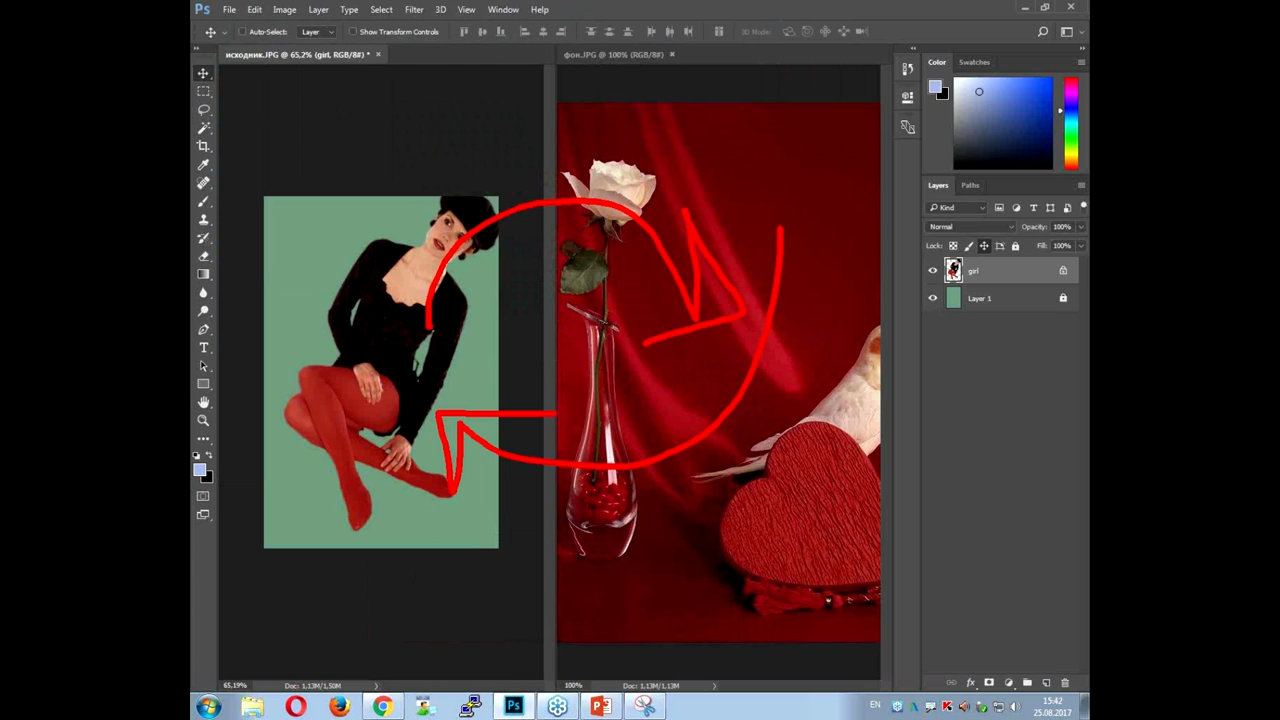 Ps File Edit Image Layer Type Select Filter 3D View Window Help
Auto-Select: Layer Show Transform Controls 3D Mode:
исходник.JPG @ 65,2% (girl, RGB/8#) * × фон.JPG @ 100% (RGB/8#) ×
Color Swatches
Layers Paths
Kind
Normal Opacity: 100%
Lock: Fill: 100%
girl
Layer 1
65,19% Doc: 1,13M/1,50M 100% Doc: 1,13M/1,13M
Ps EN 15:42
25.08.2017